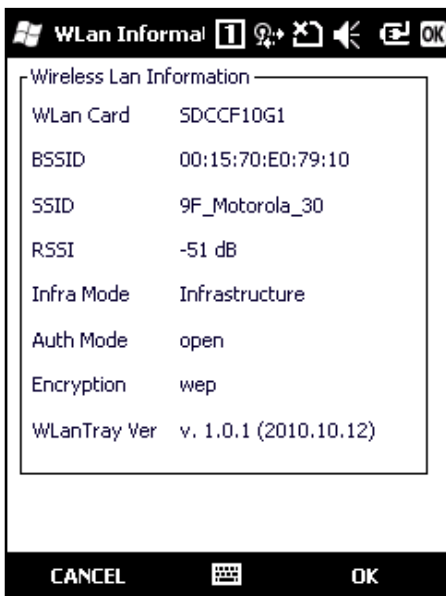 WLan Informa 1 OK
Wireless Lan Information
WLan Card SDCCF10G1
BSSID 00:15:70:E0:79:10
SSID 9F_Motorola_30
RSSI -51 dB
Infra Mode Infrastructure
Auth Mode open
Encryption wep
WLanTray Ver v. 1.0.1 (2010.10.12)
CANCEL OK